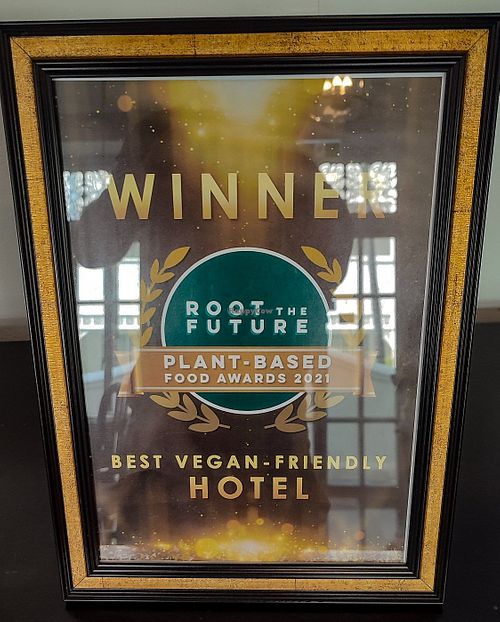 WINNER
ROOT THE
FUTURE
PLANT-BASED
FOOD AWARDS 2021
BEST VEGAN-FRIENDLY
HOTEL